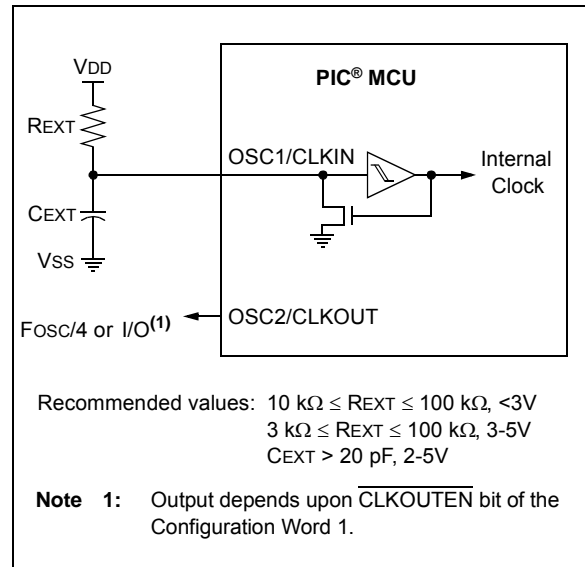 VDD
PIC® MCU
REXT
OSC1/CLKIN
Internal
Clock
CEXT
VSS
OSC2/CLKOUT
FOSC/4 or I/O(1)
Recommended values: 10 kΩ ≤ REXT ≤ 100 kΩ, <3V
3 kΩ ≤ REXT ≤ 100 kΩ, 3-5V
CEXT > 20 pF, 2-5V
Note 1: Output depends upon CLKOUTEN bit of the
Configuration Word 1.